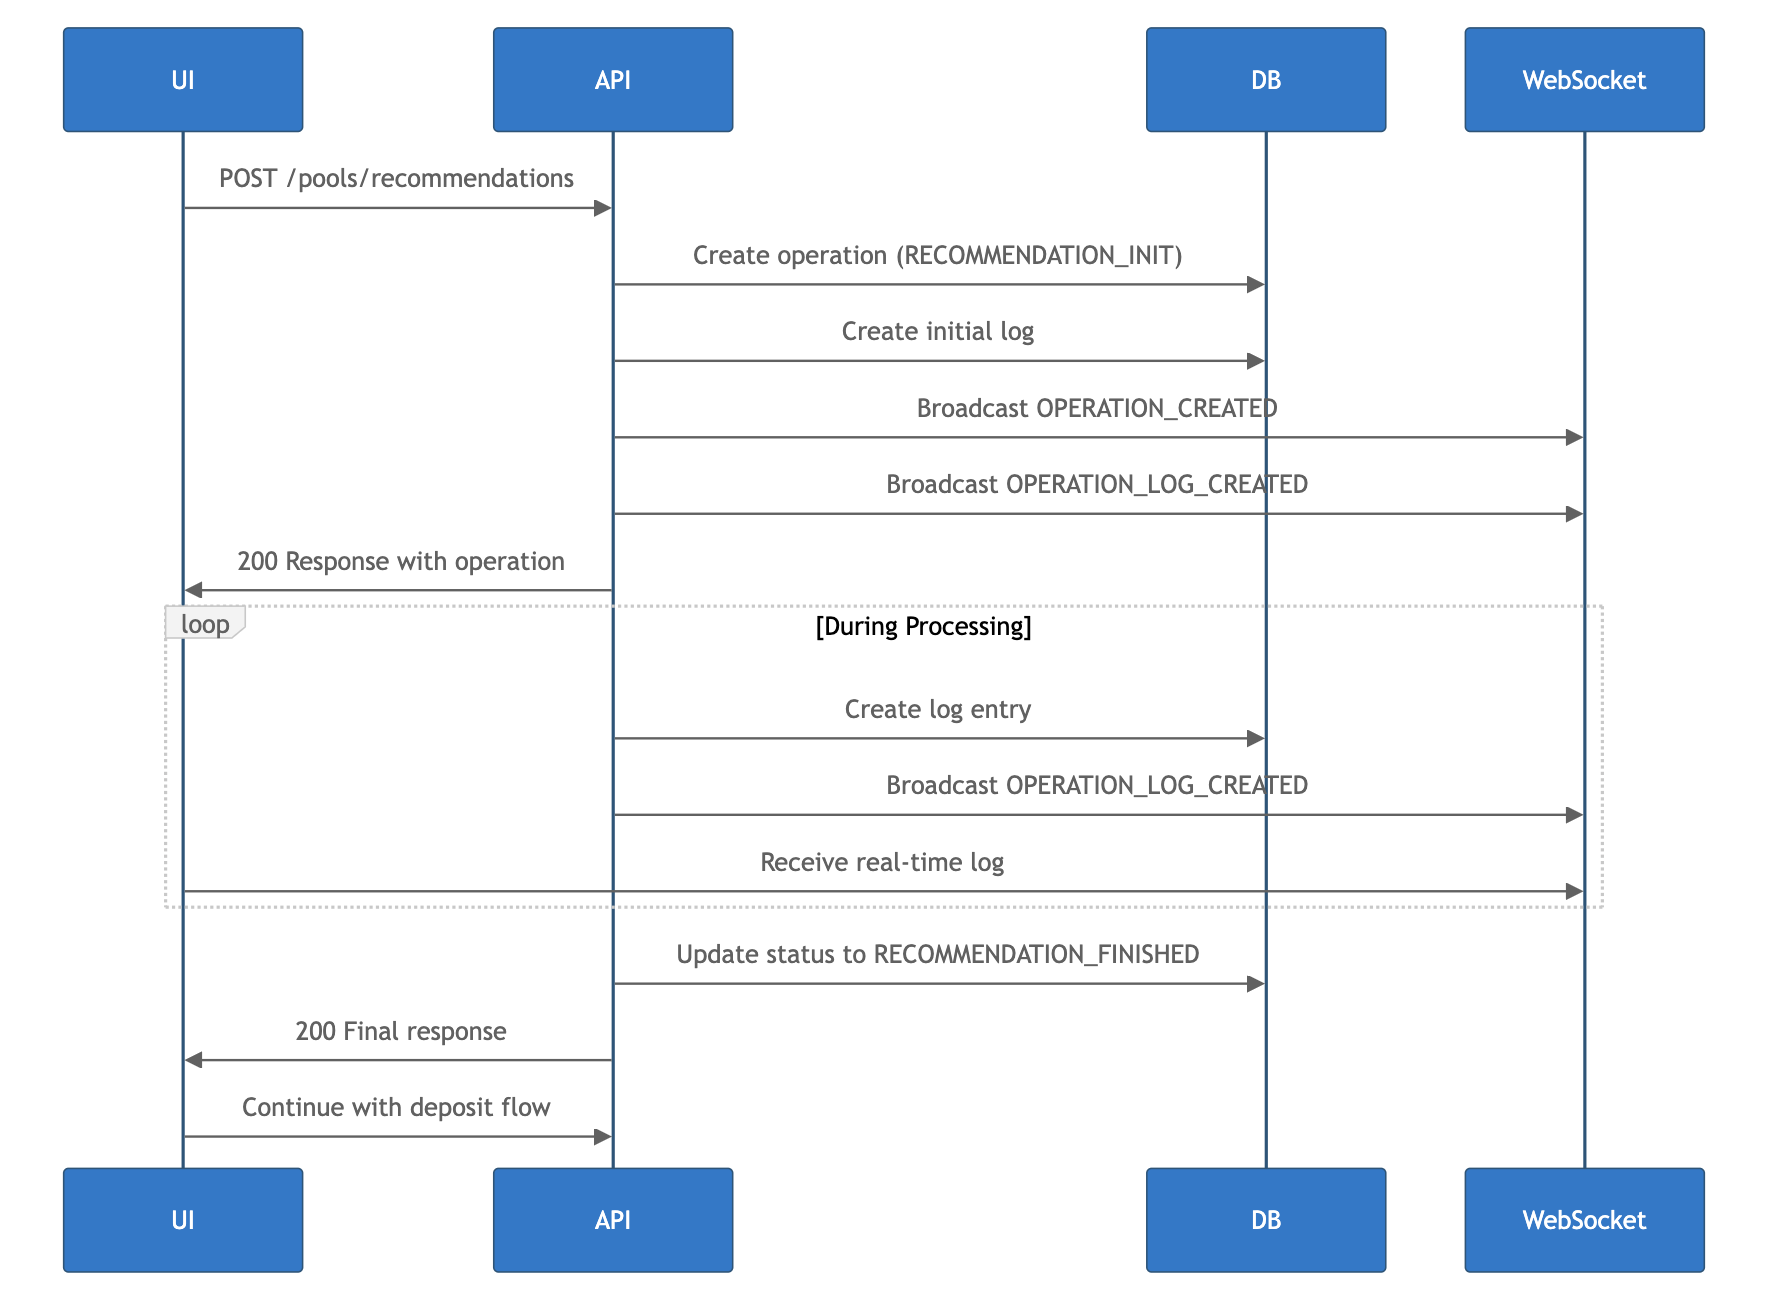 UI
API
DB
WebSocket
POST /pools/recommendations
Create operation (RECOMMENDATION_INIT)
Create initial log
Broadcast OPERATION_CREATED
Broadcast OPERATION_LOG_CREATED
200 Response with operation
loop
[During Processing]
Create log entry
Broadcast OPERATION_LOG_CREATED
Receive real-time log
Update status to RECOMMENDATION_FINISHED
200 Final response
Continue with deposit flow
UI
API
DB
WebSocket